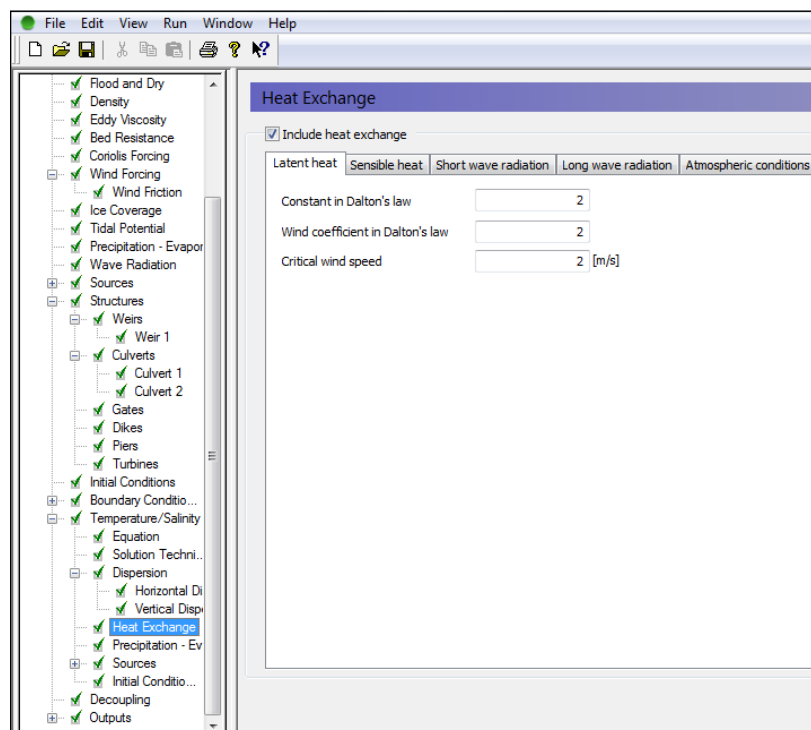 File Edit View Run Window Help
Flood and Dry
Density
Eddy Viscosity
Bed Resistance
Coriolis Forcing
Wind Forcing
Wind Friction
Ice Coverage
Tidal Potential
Precipitation - Evapor
Wave Radiation
Sources
Structures
Weirs
Weir 1
Culverts
Culvert 1
Culvert 2
Gates
Dikes
Piers
Turbines
Initial Conditions
Boundary Conditio...
Temperature/Salinity
Equation
Solution Techni...
Dispersion
Horizontal Di
Vertical Disp
Heat Exchange
Precipitation - Ev
Sources
Initial Conditio...
Decoupling
Outputs
Heat Exchange
Include heat exchange
Latent heat Sensible heat Short wave radiation Long wave radiation Atmospheric conditions
Constant in Dalton's law 2
Wind coefficient in Dalton's law 2
Critical wind speed 2 [m/s]